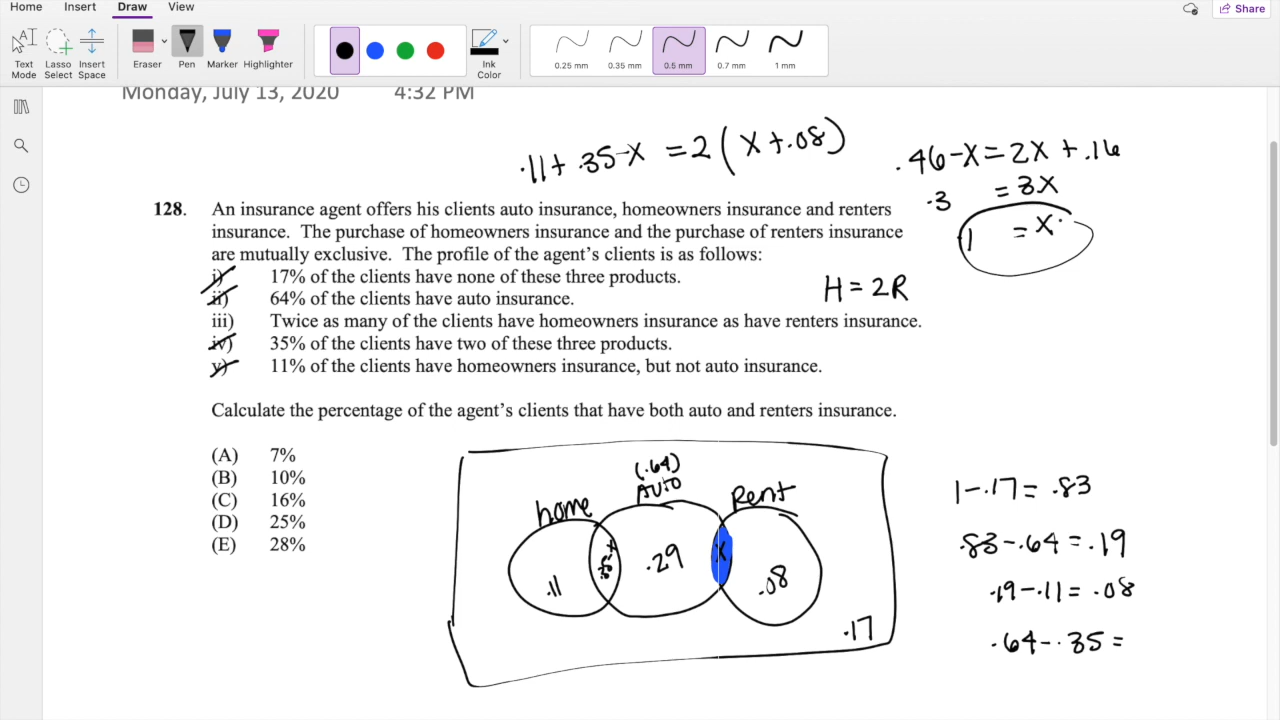 Home Insert Draw View
Share
Text Mode
Lasso Select
Insert Space
Eraser
Pen
Marker
Highlighter
Ink Color
0.25 mm
0.35 mm
0.5 mm
0.7 mm
1 mm
Monday, July 13, 2020 4:32 PM
.11 + .35 - x = 2(x + .08)
.46 - x = 2x + .16
.3 = 3x
.1 = x
128. An insurance agent offers his clients auto insurance, homeowners insurance and renters
insurance. The purchase of homeowners insurance and the purchase of renters insurance
are mutually exclusive. The profile of the agent's clients is as follows:
i) 17% of the clients have none of these three products.
ii) 64% of the clients have auto insurance.
H = 2R
iii) Twice as many of the clients have homeowners insurance as have renters insurance.
iv) 35% of the clients have two of these three products.
v) 11% of the clients have homeowners insurance, but not auto insurance.
Calculate the percentage of the agent's clients that have both auto and renters insurance.
(A) 7%
(B) 10%
(C) 16%
(D) 25%
(E) 28%
(.64)
home Auto Rent
.11 .35-x .29 x .08
.17
1 - .17 = .83
.83 - .64 = .19
.19 - .11 = .08
.64 - .35 =